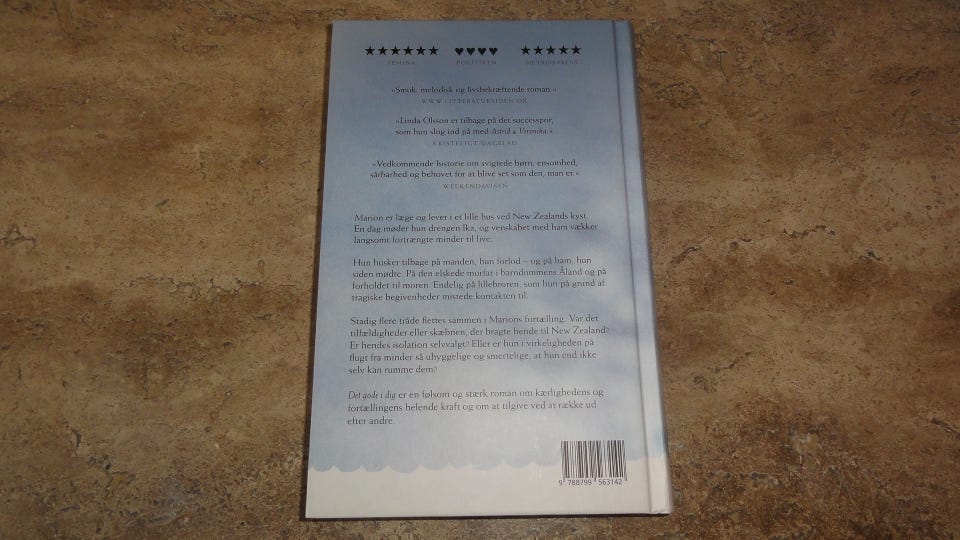 ★★★★★★ ♥♥♥♥ ★★★★★
FEMINA POLITIKEN METROXPRESS
»Smuk, melodisk og livsbekræftende roman.«
WWW.LITTERATURSIDEN.DK
»Linda Olsson er tilbage på det successpor,
som hun slog ind på med Astrid & Veronika.«
KRISTELIGT DAGBLAD
»Vedkommende historie om svigtede børn, ensomhed,
sårbarhed og behovet for at blive set som den, man er.«
WEEKENDAVISEN
Marion er læge og lever i et lille hus ved New Zealands kyst.
En dag møder hun drengen Ika, og venskabet med ham vækker
langsomt fortrængte minder til live.
Hun husker tilbage på manden, hun forlod – og på ham, hun
siden mødte. På den elskede morfar i barndommens Åland og på
forholdet til moren. Endelig på lillebroren, som hun på grund af
tragiske begivenheder mistede kontakten til.
Stadig flere tråde flettes sammen i Marions fortælling. Var det
tilfældigheder eller skæbnen, der bragte hende til New Zealand?
Er hendes isolation selvvalgt? Eller er hun i virkeligheden på
flugt fra minder så uhyggelige og smertelige, at hun end ikke
selv kan rumme dem?
Det gode i dig er en følsom og stærk roman om kærlighedens og
fortællingens helende kraft og om at tilgive ved at række ud
efter andre.
9 788799 563142